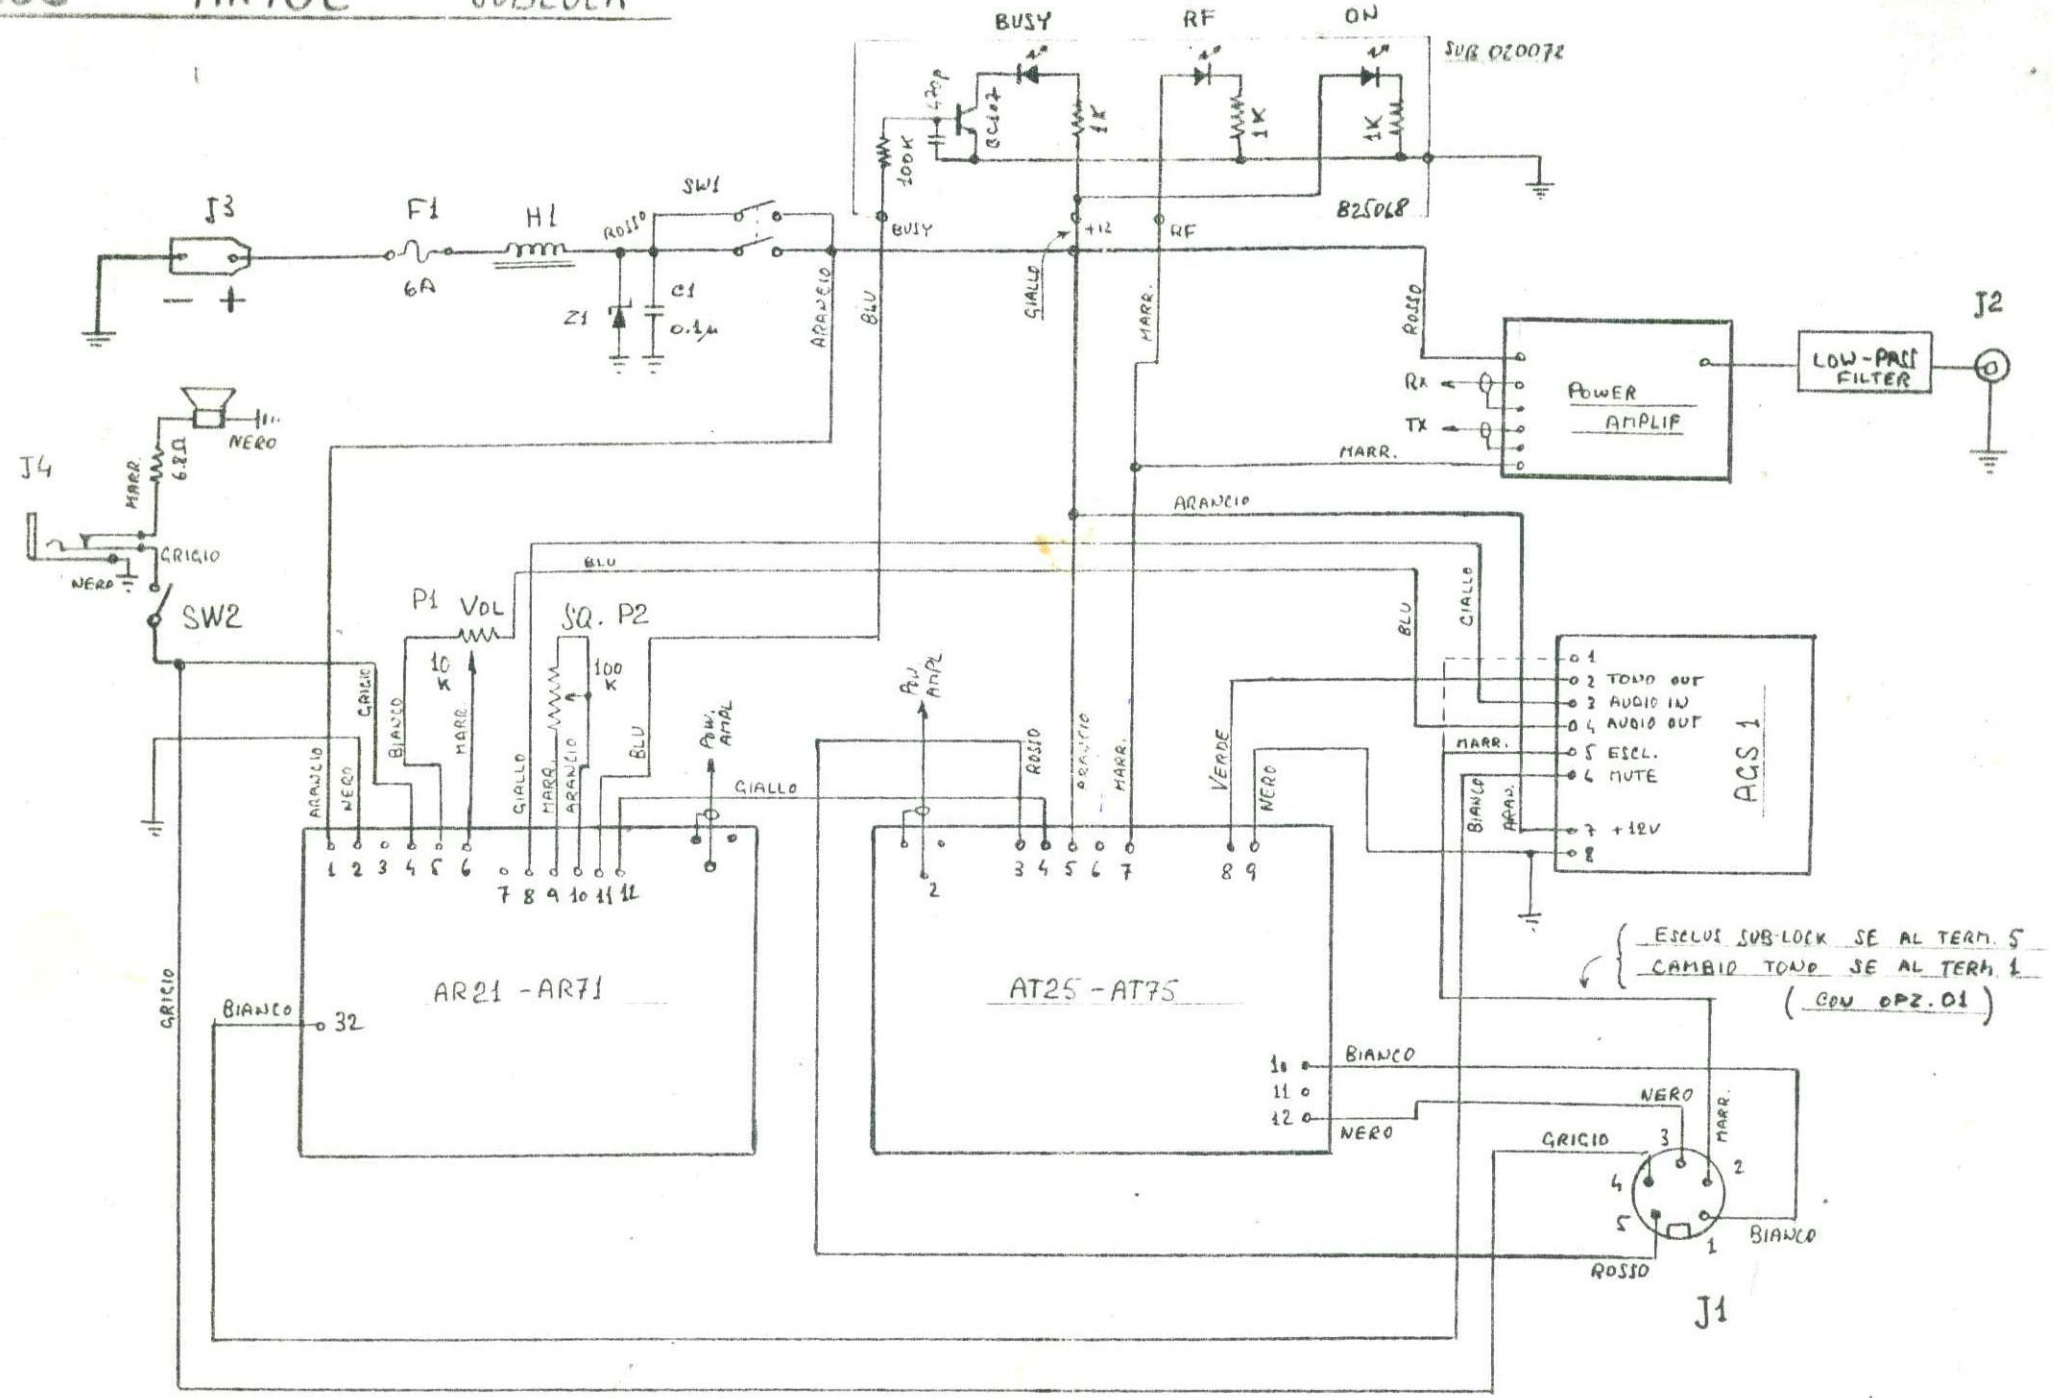 SUBLOCK
BUSY
RF
ON
SUB 020072
470p
BC107
1K
1K
1K
100K
B25068
BUSY
+12
RF
J3
F1
H1
ROSSO
SW1
6A
- +
Z1
C1
0.1µ
ARANCIO
BLU
GIALLO
MARR.
ROSSO
J2
RX
TX
POWER
AMPLIF
LOW-PASS
FILTER
MARR.
NERO
J4
MARR.
6.8Ω
GRIGIO
NERO
SW2
ARANCIO
BLU
P1 VOL
SQ. P2
10
K
100
K
BLU
GIALLO
GRIGIO
BIANCO
MARR.
ARANCIO
NERO
GIALLO
MARR.
ARANCIO
BLU
POW.
AMPL
GIALLO
POW
AMPL
ROSSO
ARANCIO
MARR.
VERDE
NERO
MARR.
BIANCO
ARAN.
1
2 TONO OUT
3 AUDIO IN
4 AUDIO OUT
5 ESCL.
6 MUTE
7 +12V
8
AGS 1
1 2 3 4 5 6
7 8 9 10 11 12
2
3 4 5 6 7
8 9
AR21 - AR71
AT25 - AT75
ESCLUS SUB-LOCK SE AL TERM. 5
CAMBIO TONO SE AL TERM. 1
(CON OPZ. 01)
GRIGIO
BIANCO
32
10
BIANCO
11
12
NERO
NERO
MARR.
GRIGIO
3
2
4
5
1
BIANCO
ROSSO
J1